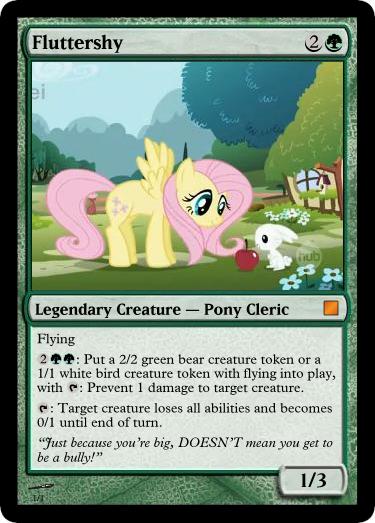 ei
Fluttershy 2
hub
Legendary Creature — Pony Cleric
Flying
2: Put a 2/2 green bear creature token or a
1/1 white bird creature token with flying into play,
with : Prevent 1 damage to target creature.
: Target creature loses all abilities and becomes
0/1 until end of turn.
“Just because you’re big, DOESN’T mean you get to
be a bully!”
1/3
1/1